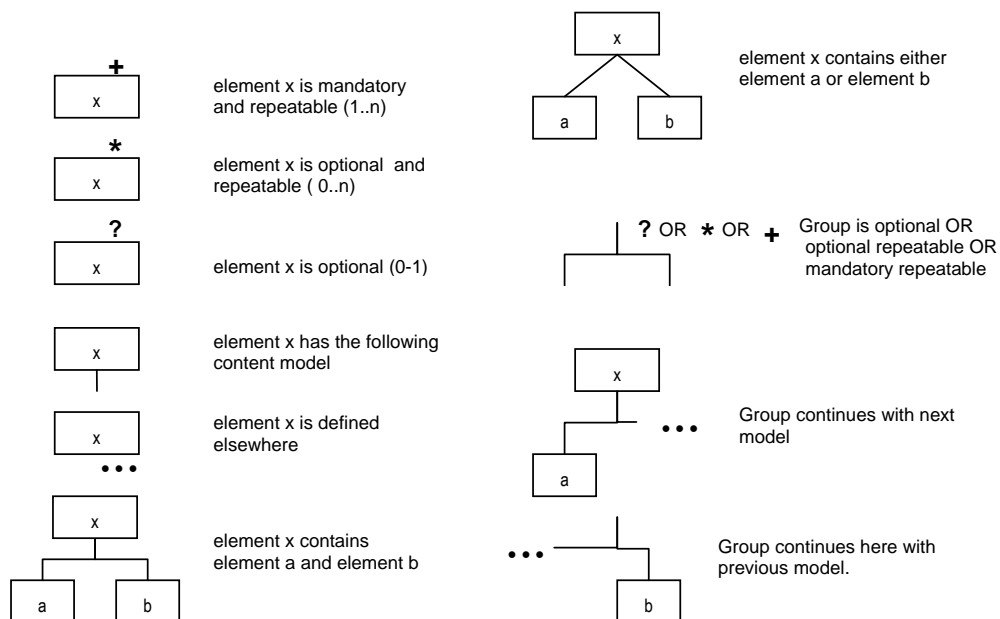 +
x
element x is mandatory
and repeatable (1..n)
*
x
element x is optional and
repeatable ( 0..n)
?
x
element x is optional (0-1)
x
element x has the following
content model
x
element x is defined
elsewhere
•••
x
element x contains
element a and element b
a
b
x
element x contains either
element a or element b
a
b
? OR * OR +
Group is optional OR
optional repeatable OR
mandatory repeatable
x
•••
Group continues with next
model
a
•••
Group continues here with
previous model.
b